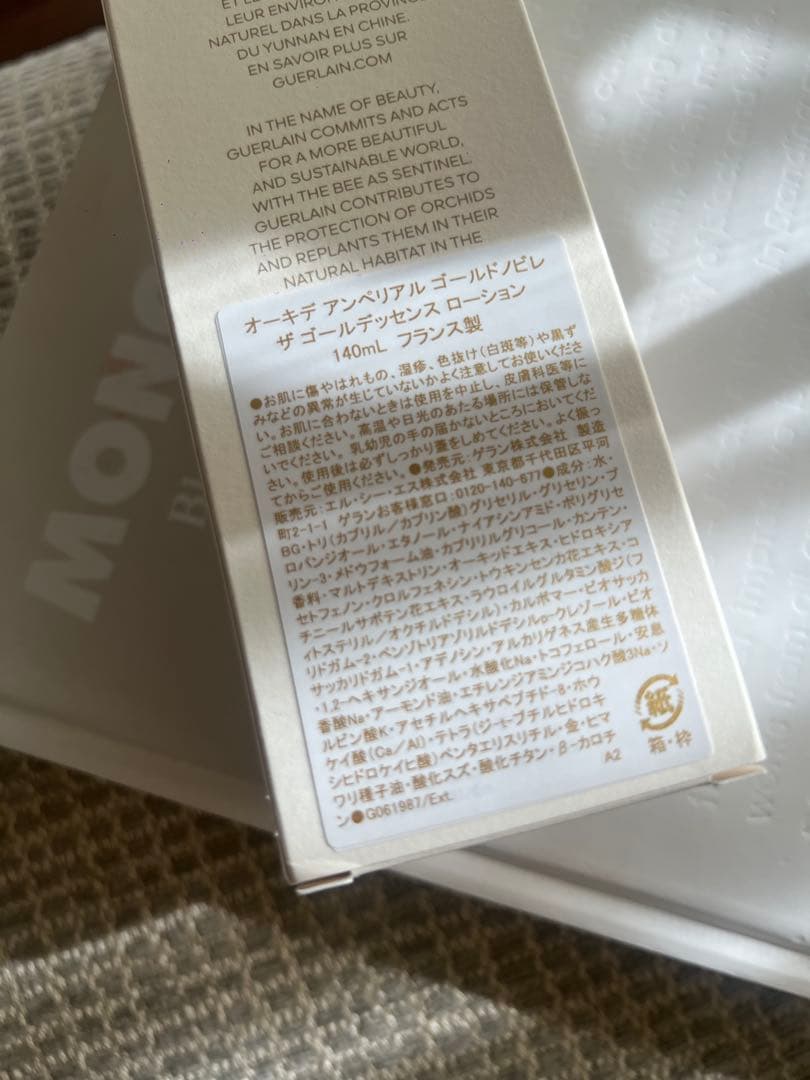 ET LE
LEUR ENVIRON
NATUREL DANS LA PROVINCE
DU YUNNAN EN CHINE.
EN SAVOIR PLUS SUR
GUERLAIN.COM
IN THE NAME OF BEAUTY,
GUERLAIN COMMITS AND ACTS
FOR A MORE BEAUTIFUL
AND SUSTAINABLE WORLD,
WITH THE BEE AS SENTINEL.
GUERLAIN CONTRIBUTES TO
THE PROTECTION OF ORCHIDS
AND REPLANTS THEM IN THEIR
NATURAL HABITAT IN THE
オーキデ アンペリアル ゴールドノビレ
ザ ゴールデッセンス ローション
140mL フランス製
●お肌に傷やはれもの、湿疹、色抜け(白斑等)や黒ず
みなどの異常が生じていないかよく注意してお使いくださ
い。お肌に合わないときは使用を中止し、皮膚科医等に
ご相談ください。高温や日光のあたる場所には保管しな
いでください。乳幼児の手の届かないところにおいてくだ
さい。使用後は必ずしっかり蓋をしめてください。よく振っ
てからご使用ください。●発売元:ゲラン株式会社 製造
販売元:エル・シー・エス株式会社 東京都千代田区平河
町2-1-1 ゲランお客様窓口:0120-140-677●成分:水・
BG・トリ(カプリル/カプリン酸)グリセリル・グリセリン・プ
ロパンジオール・エタノール・ナイアシンアミド・ポリグリセ
リン-3・メドウフォーム油・カプリリルグリコール・カンテン・
香料・マルトデキストリン・オーキッドエキス・ヒドロキシア
セトフェノン・クロルフェネシン・トウキンセンカ花エキス・コ
チニールサボテン花エキス・ラウロイルグルタミン酸ジ(フ
ィトステリル/オクチルドデシル)・カルボマー・ビオサッカ
リドガム-2・ベンゾトリアゾリルドデシルp-クレゾール・ビオ
サッカリドガム-1・アデノシン・アルカリゲネス産生多糖体
・1,2-ヘキサンジオール・水酸化Na・トコフェロール・安息
香酸Na・アーモンド油・エチレンジアミンジコハク酸3Na・ソ
ルビン酸K・アセチルヘキサペプチド-8・ホウ
ケイ酸(Ca/Al)・テトラ(ジ-t-ブチルヒドロキ
シヒドロケイヒ酸)ペンタエリスリチル・金・ヒマ
ワリ種子油・酸化スズ・酸化チタン・β-カロチ
ン●G061987/Ext.
A2
紙
箱・枠
MONO